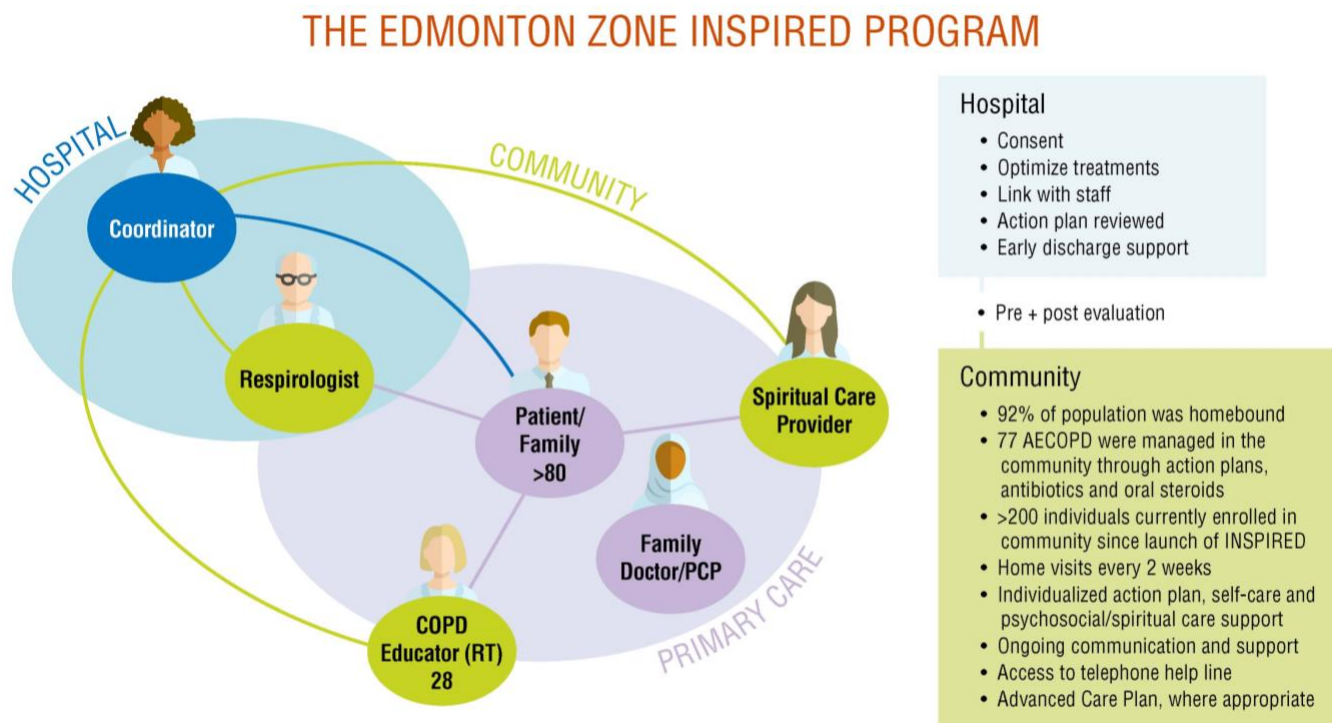 THE EDMONTON ZONE INSPIRED PROGRAM
HOSPITAL
COMMUNITY
Coordinator
Respirologist
Patient/
Family
>80
Spiritual Care
Provider
Family
Doctor/PCP
COPD
Educator (RT)
28
PRIMARY CARE
Hospital
• Consent
• Optimize treatments
• Link with staff
• Action plan reviewed
• Early discharge support
• Pre + post evaluation
Community
• 92% of population was homebound
• 77 AECOPD were managed in the
community through action plans,
antibiotics and oral steroids
• >200 individuals currently enrolled in
community since launch of INSPIRED
• Home visits every 2 weeks
• Individualized action plan, self-care and
psychosocial/spiritual care support
• Ongoing communication and support
• Access to telephone help line
• Advanced Care Plan, where appropriate